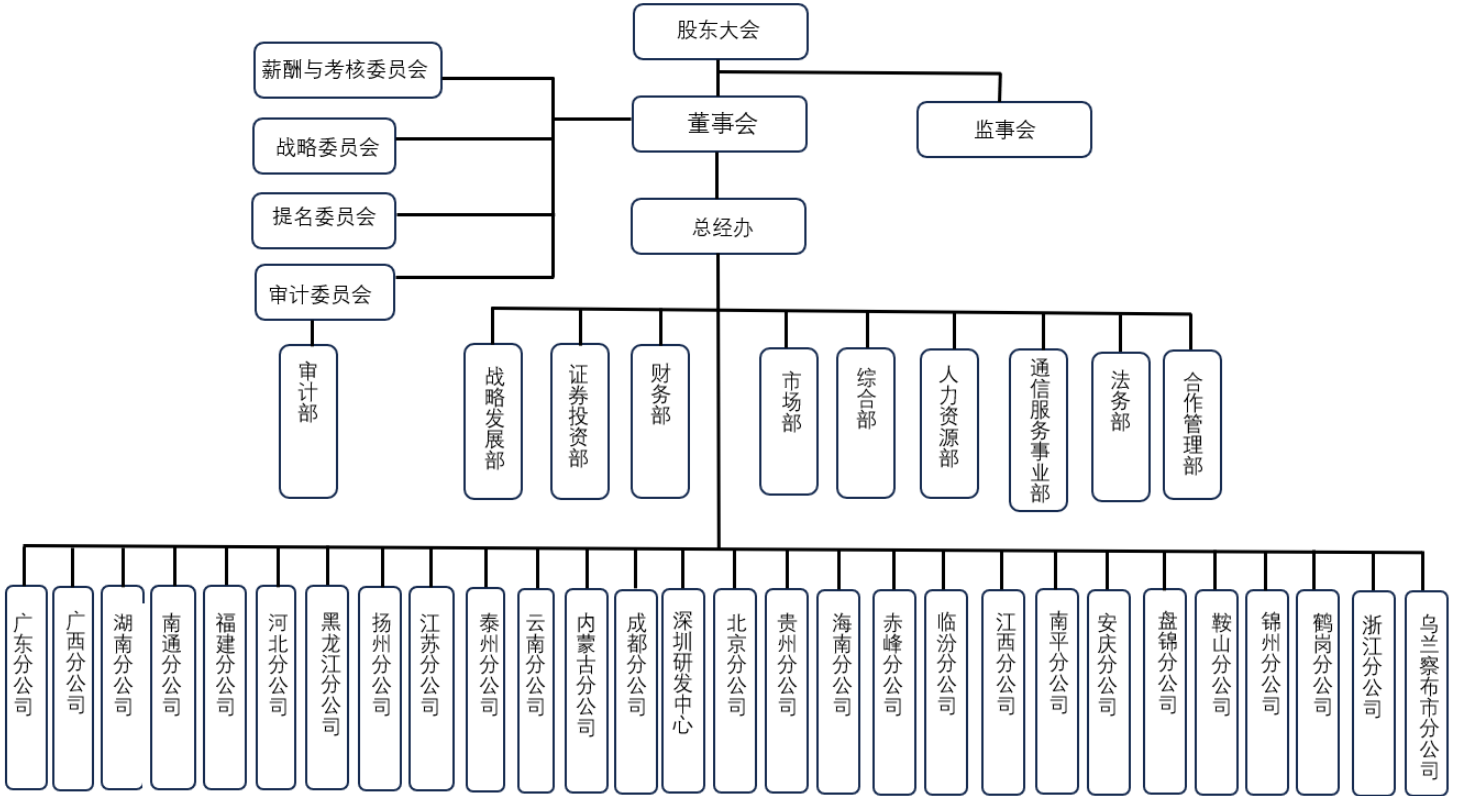 股东大会
薪酬与考核委员会
董事会
监事会
战略委员会
提名委员会
总经办
审计委员会
审计部
战略发展部
证券投资部
财务部
市场部
综合部
人力资源部
通信服务事业部
法务部
合作管理部
广东分公司
广西分公司
湖南分公司
南通分公司
福建分公司
河北分公司
黑龙江分公司
扬州分公司
江苏分公司
泰州分公司
云南分公司
内蒙古分公司
成都分公司
深圳研发中心
北京分公司
贵州分公司
海南分公司
赤峰分公司
临汾分公司
江西分公司
南平分公司
安庆分公司
盘锦分公司
鞍山分公司
锦州分公司
鹤岗分公司
浙江分公司
乌兰察布市分公司